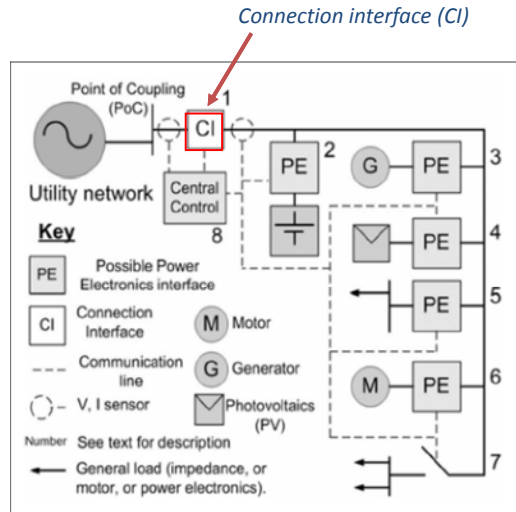 Connection interface (CI)
Point of Coupling
(PoC)
1
CI
2
PE
3
G
PE
Utility network
Central
Control
8
4
PE
Key
PE
Possible Power
Electronics interface
5
PE
CI
Connection
Interface
M
Motor
Communication
line
G
Generator
6
M
PE
V, I sensor
Photovoltaics
(PV)
Number
See text for description
7
General load (impedance, or
motor, or power electronics).